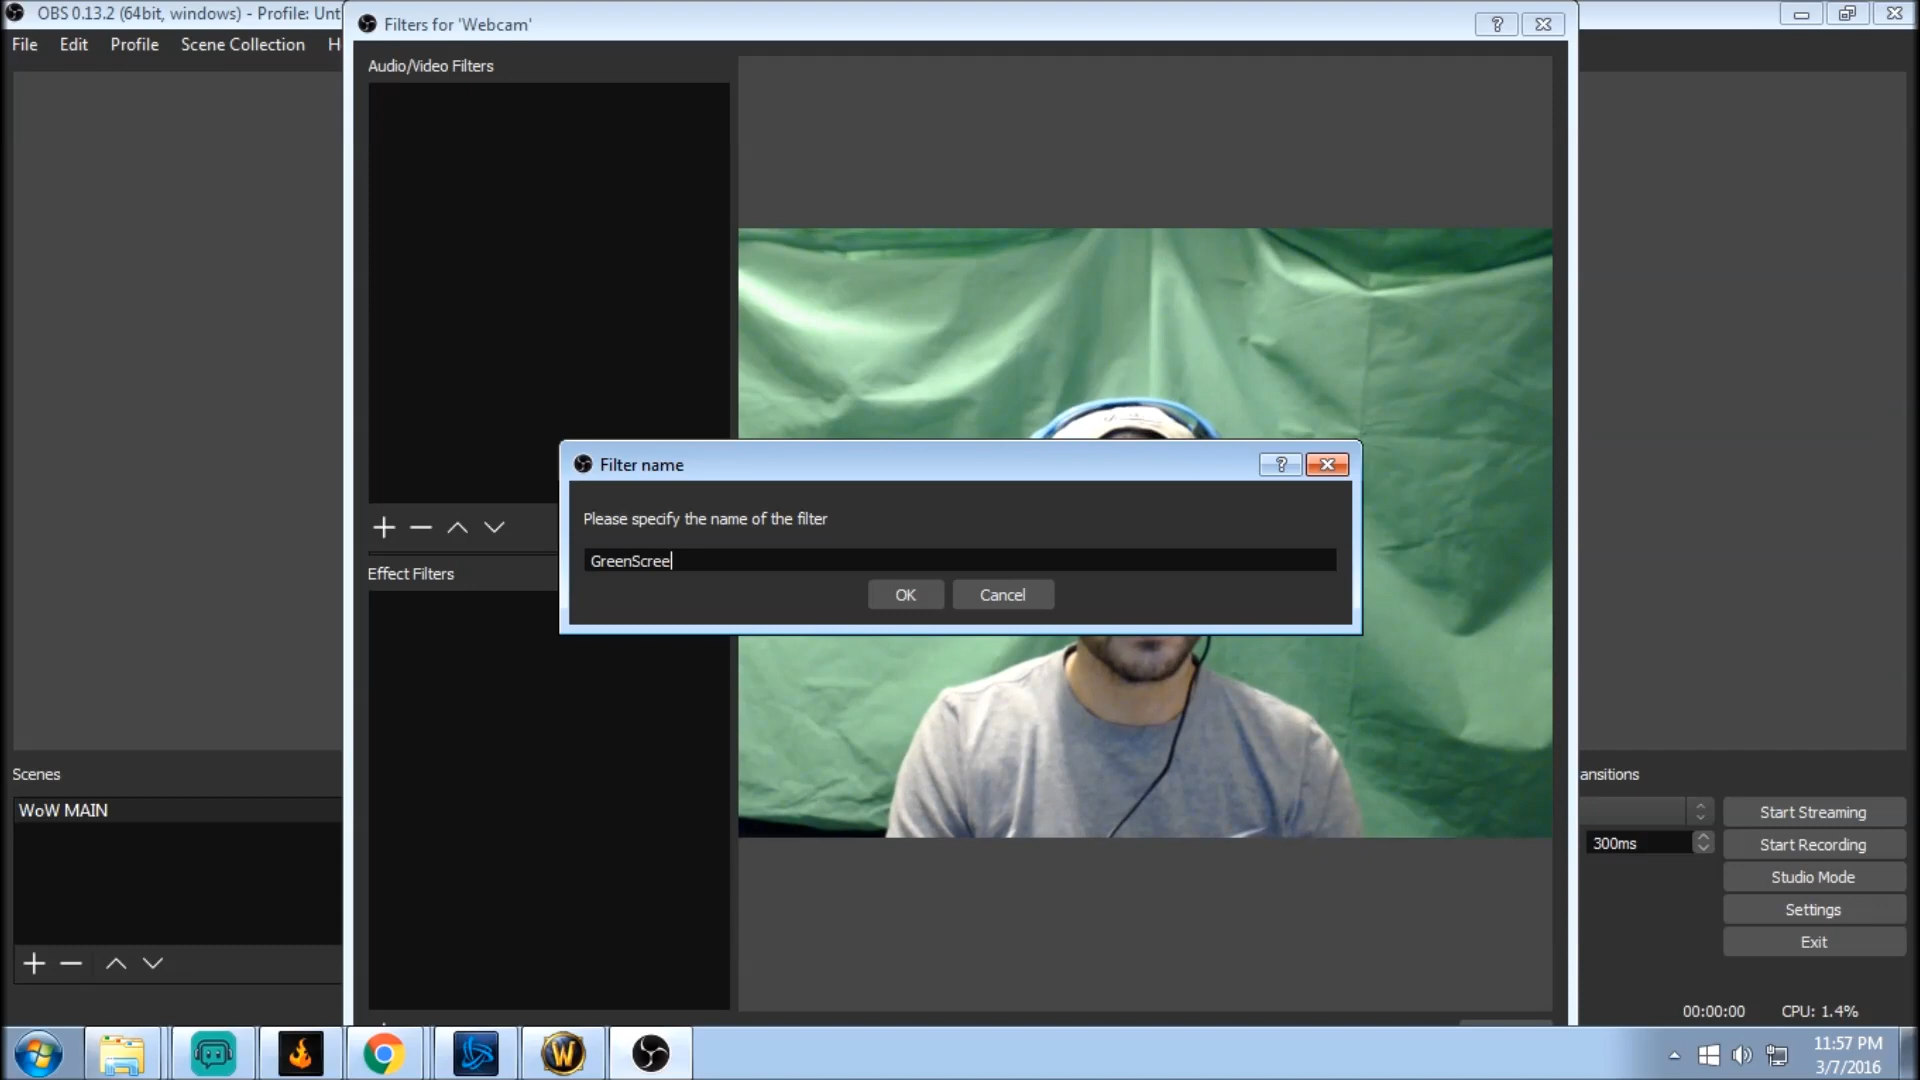 OBS 0.13.2 (64bit, windows) - Profile: Unt
File Edit Profile Scene Collection H
Filters for 'Webcam'
?
Audio/Video Filters
Effect Filters
Filter name
?
Please specify the name of the filter
GreenScree
OK Cancel
Scenes
WoW MAIN
ansitions
300ms
Start Streaming
Start Recording
Studio Mode
Settings
Exit
00:00:00 CPU: 1.4%
W
11:57 PM
3/7/2016